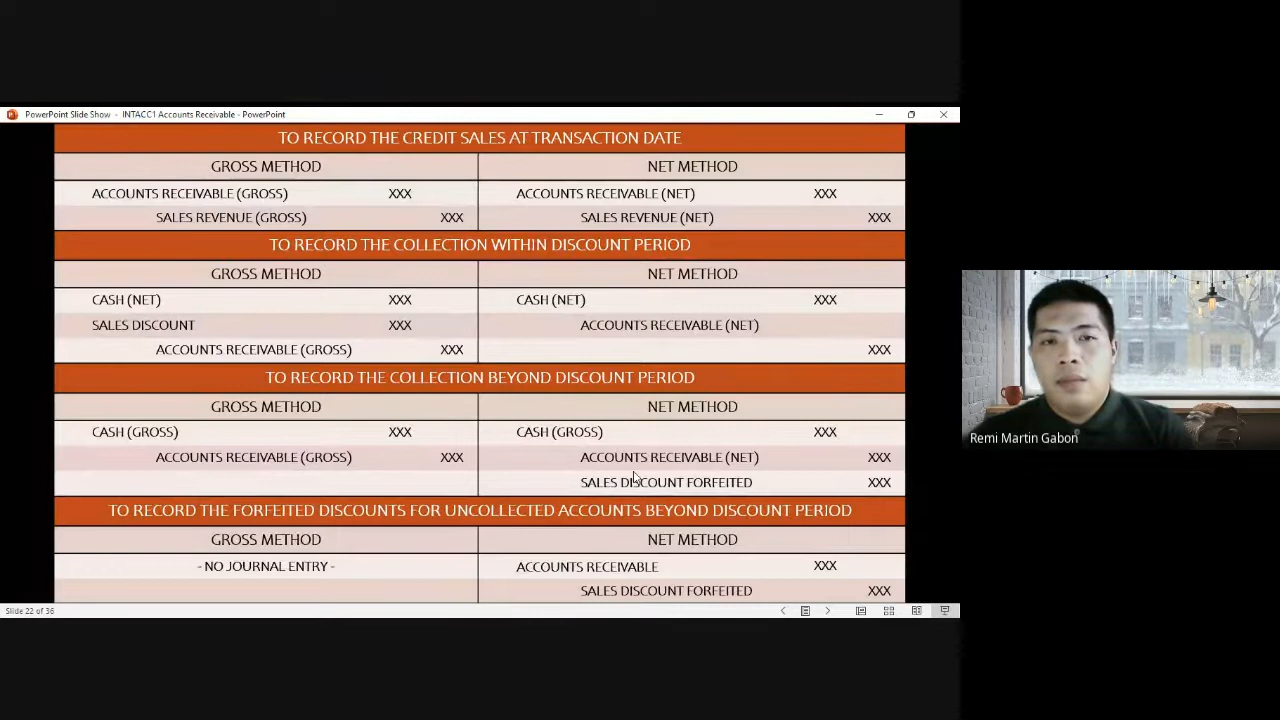 PowerPoint Slide Show - INTACC1 Accounts Receivable - PowerPoint
TO RECORD THE CREDIT SALES AT TRANSACTION DATE
GROSS METHOD NET METHOD
ACCOUNTS RECEIVABLE (GROSS) XXX ACCOUNTS RECEIVABLE (NET) XXX
SALES REVENUE (GROSS) XXX SALES REVENUE (NET) XXX
TO RECORD THE COLLECTION WITHIN DISCOUNT PERIOD
GROSS METHOD NET METHOD
CASH (NET) XXX CASH (NET) XXX
SALES DISCOUNT XXX ACCOUNTS RECEIVABLE (NET)
ACCOUNTS RECEIVABLE (GROSS) XXX XXX
TO RECORD THE COLLECTION BEYOND DISCOUNT PERIOD
GROSS METHOD NET METHOD
CASH (GROSS) XXX CASH (GROSS) XXX
ACCOUNTS RECEIVABLE (GROSS) XXX ACCOUNTS RECEIVABLE (NET) XXX
SALES DISCOUNT FORFEITED XXX
TO RECORD THE FORFEITED DISCOUNTS FOR UNCOLLECTED ACCOUNTS BEYOND DISCOUNT PERIOD
GROSS METHOD NET METHOD
- NO JOURNAL ENTRY - ACCOUNTS RECEIVABLE XXX
SALES DISCOUNT FORFEITED XXX
Slide 22 of 36
Remi Martin Gabon